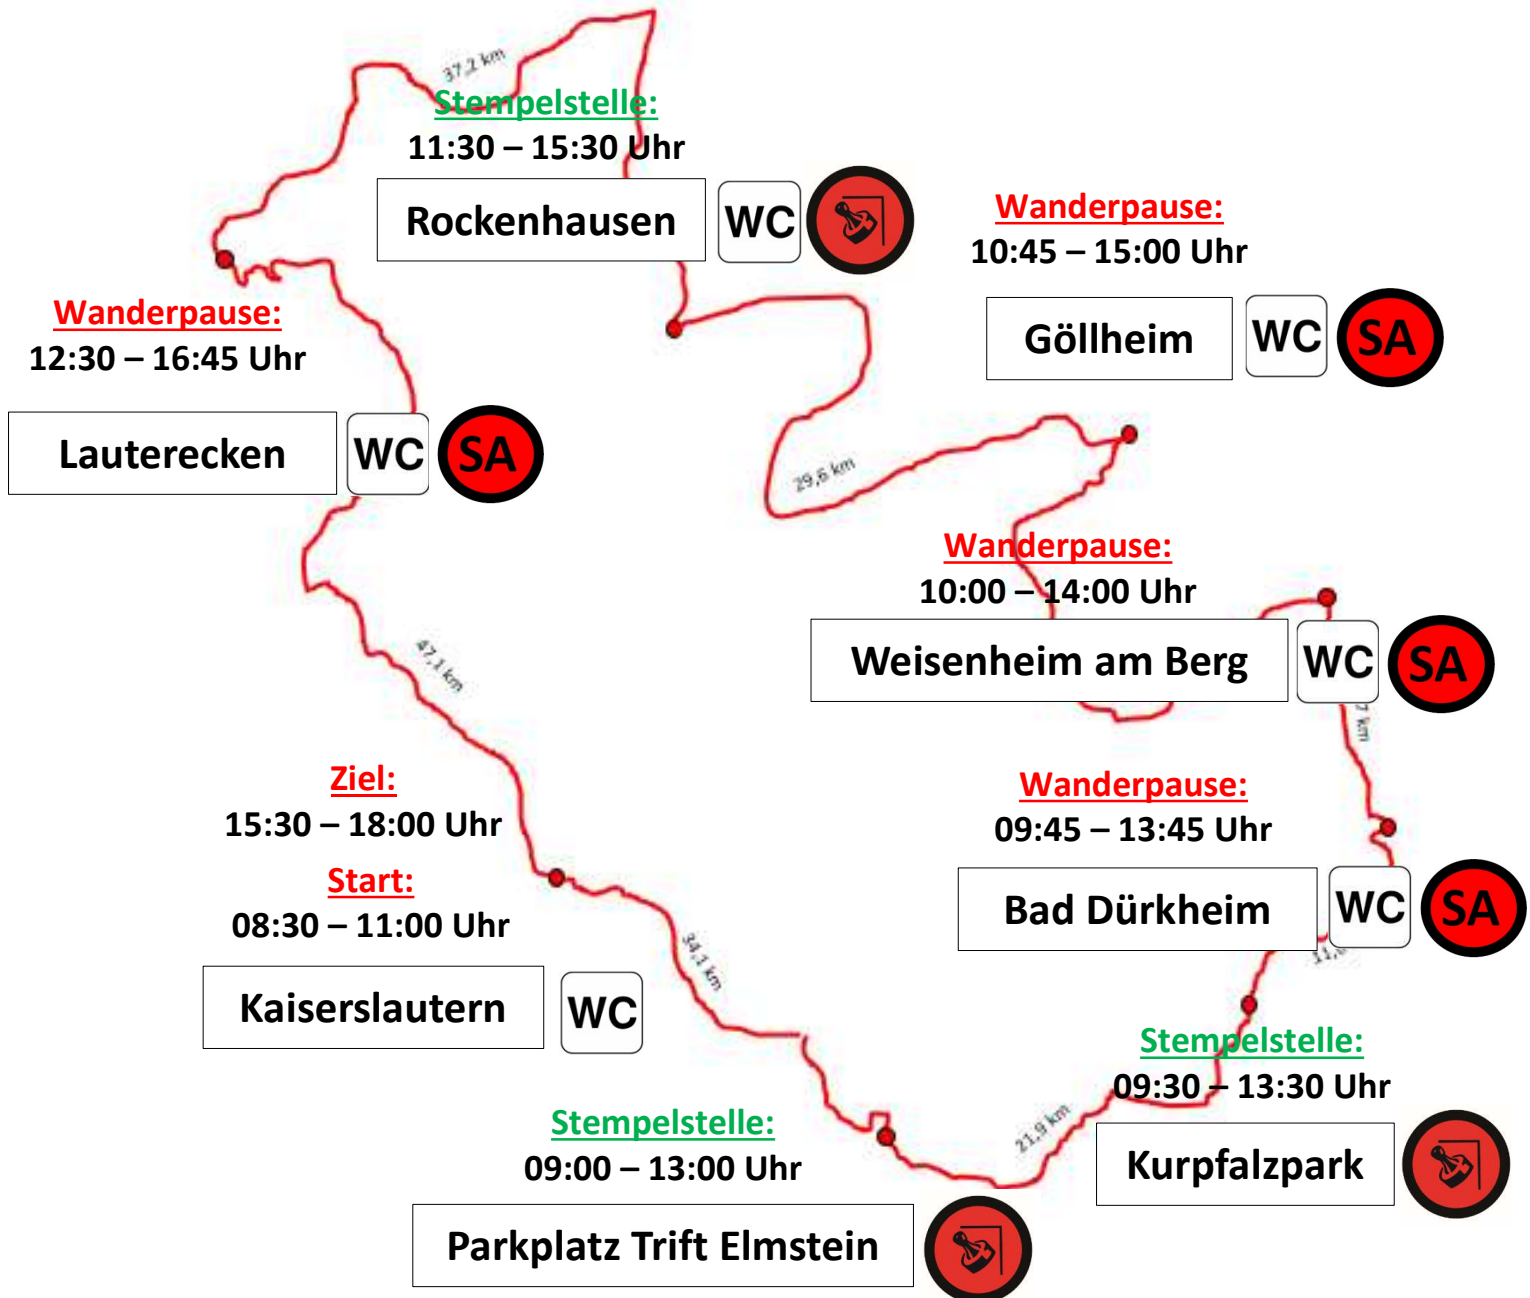 37,2 km
Stempelstelle:
11:30 – 15:30 Uhr
Rockenhausen
WC
Wanderpause:
10:45 – 15:00 Uhr
Göllheim
WC
SA
Wanderpause:
12:30 – 16:45 Uhr
Lauterecken
WC
SA
29,6 km
Wanderpause:
10:00 – 14:00 Uhr
Weisenheim am Berg
WC
SA
7 km
47,1 km
Ziel:
15:30 – 18:00 Uhr
Start:
08:30 – 11:00 Uhr
Kaiserslautern
WC
Wanderpause:
09:45 – 13:45 Uhr
Bad Dürkheim
WC
SA
34,1 km
Stempelstelle:
09:30 – 13:30 Uhr
Kurpfalzpark
21,9 km
Stempelstelle:
09:00 – 13:00 Uhr
Parkplatz Trift Elmstein